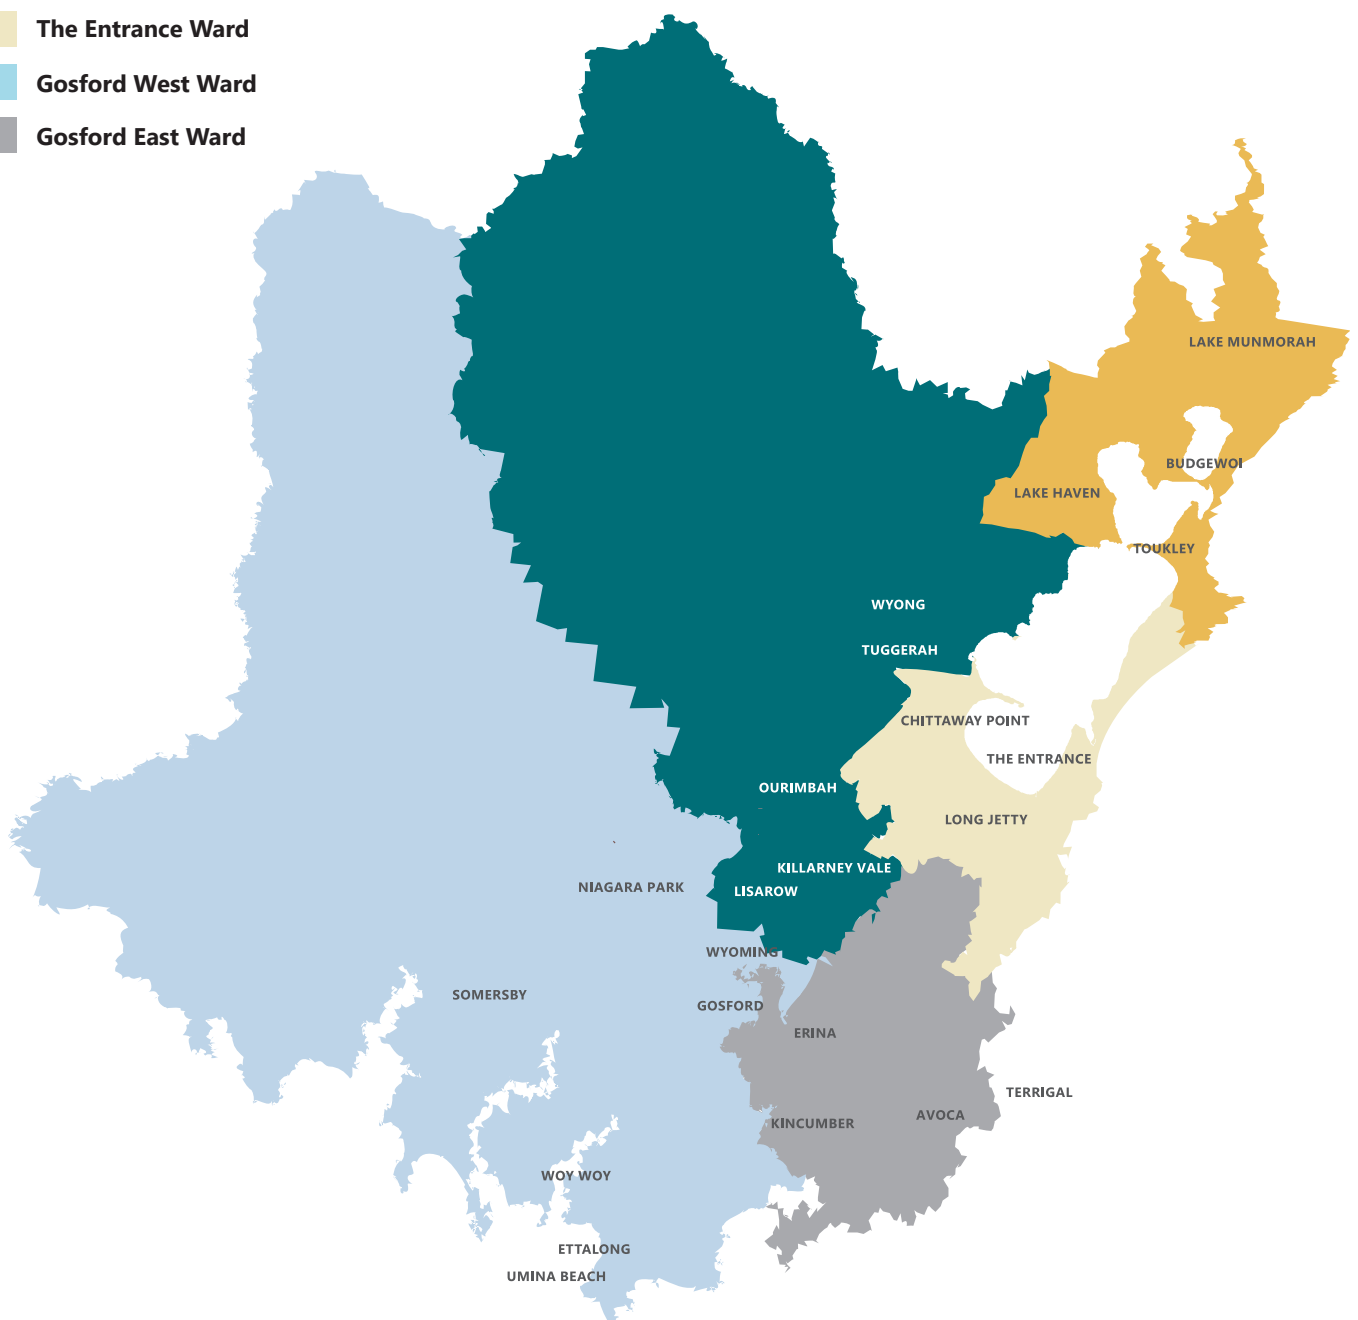 The Entrance Ward
Gosford West Ward
Gosford East Ward
LAKE MUNMORAH
BUDGEWOI
LAKE HAVEN
TOUKLEY
WYONG
TUGGERAH
CHITTAWAY POINT
THE ENTRANCE
OURIMBAH
LONG JETTY
KILLARNEY VALE
NIAGARA PARK
LISAROW
WYOMING
SOMERSBY
GOSFORD
ERINA
TERRIGAL
AVOCA
KINCUMBER
WOY WOY
ETTALONG
UMINA BEACH